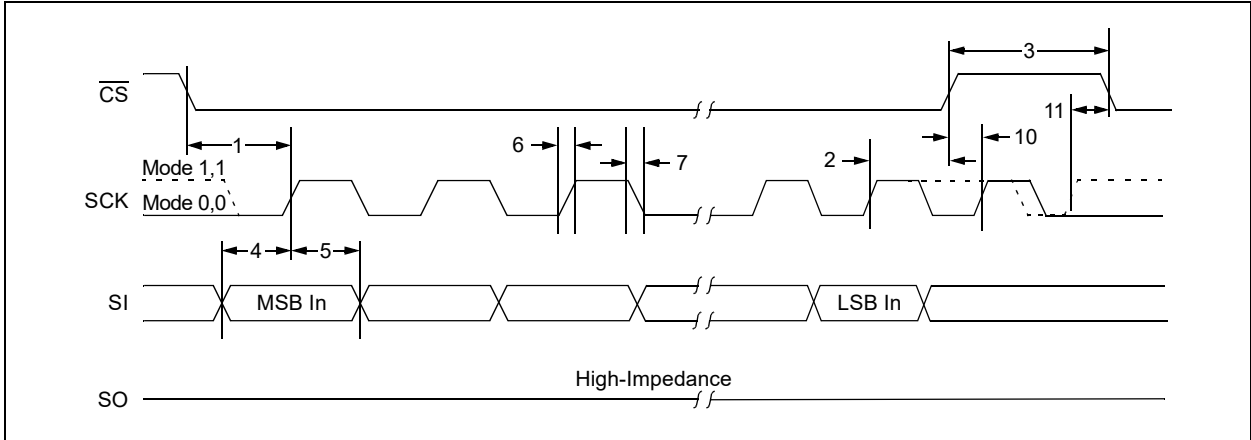 3
CS
11
1
6
7
2
10
Mode 1,1
SCK
Mode 0,0
4
5
SI
MSB In
LSB In
High-Impedance
SO